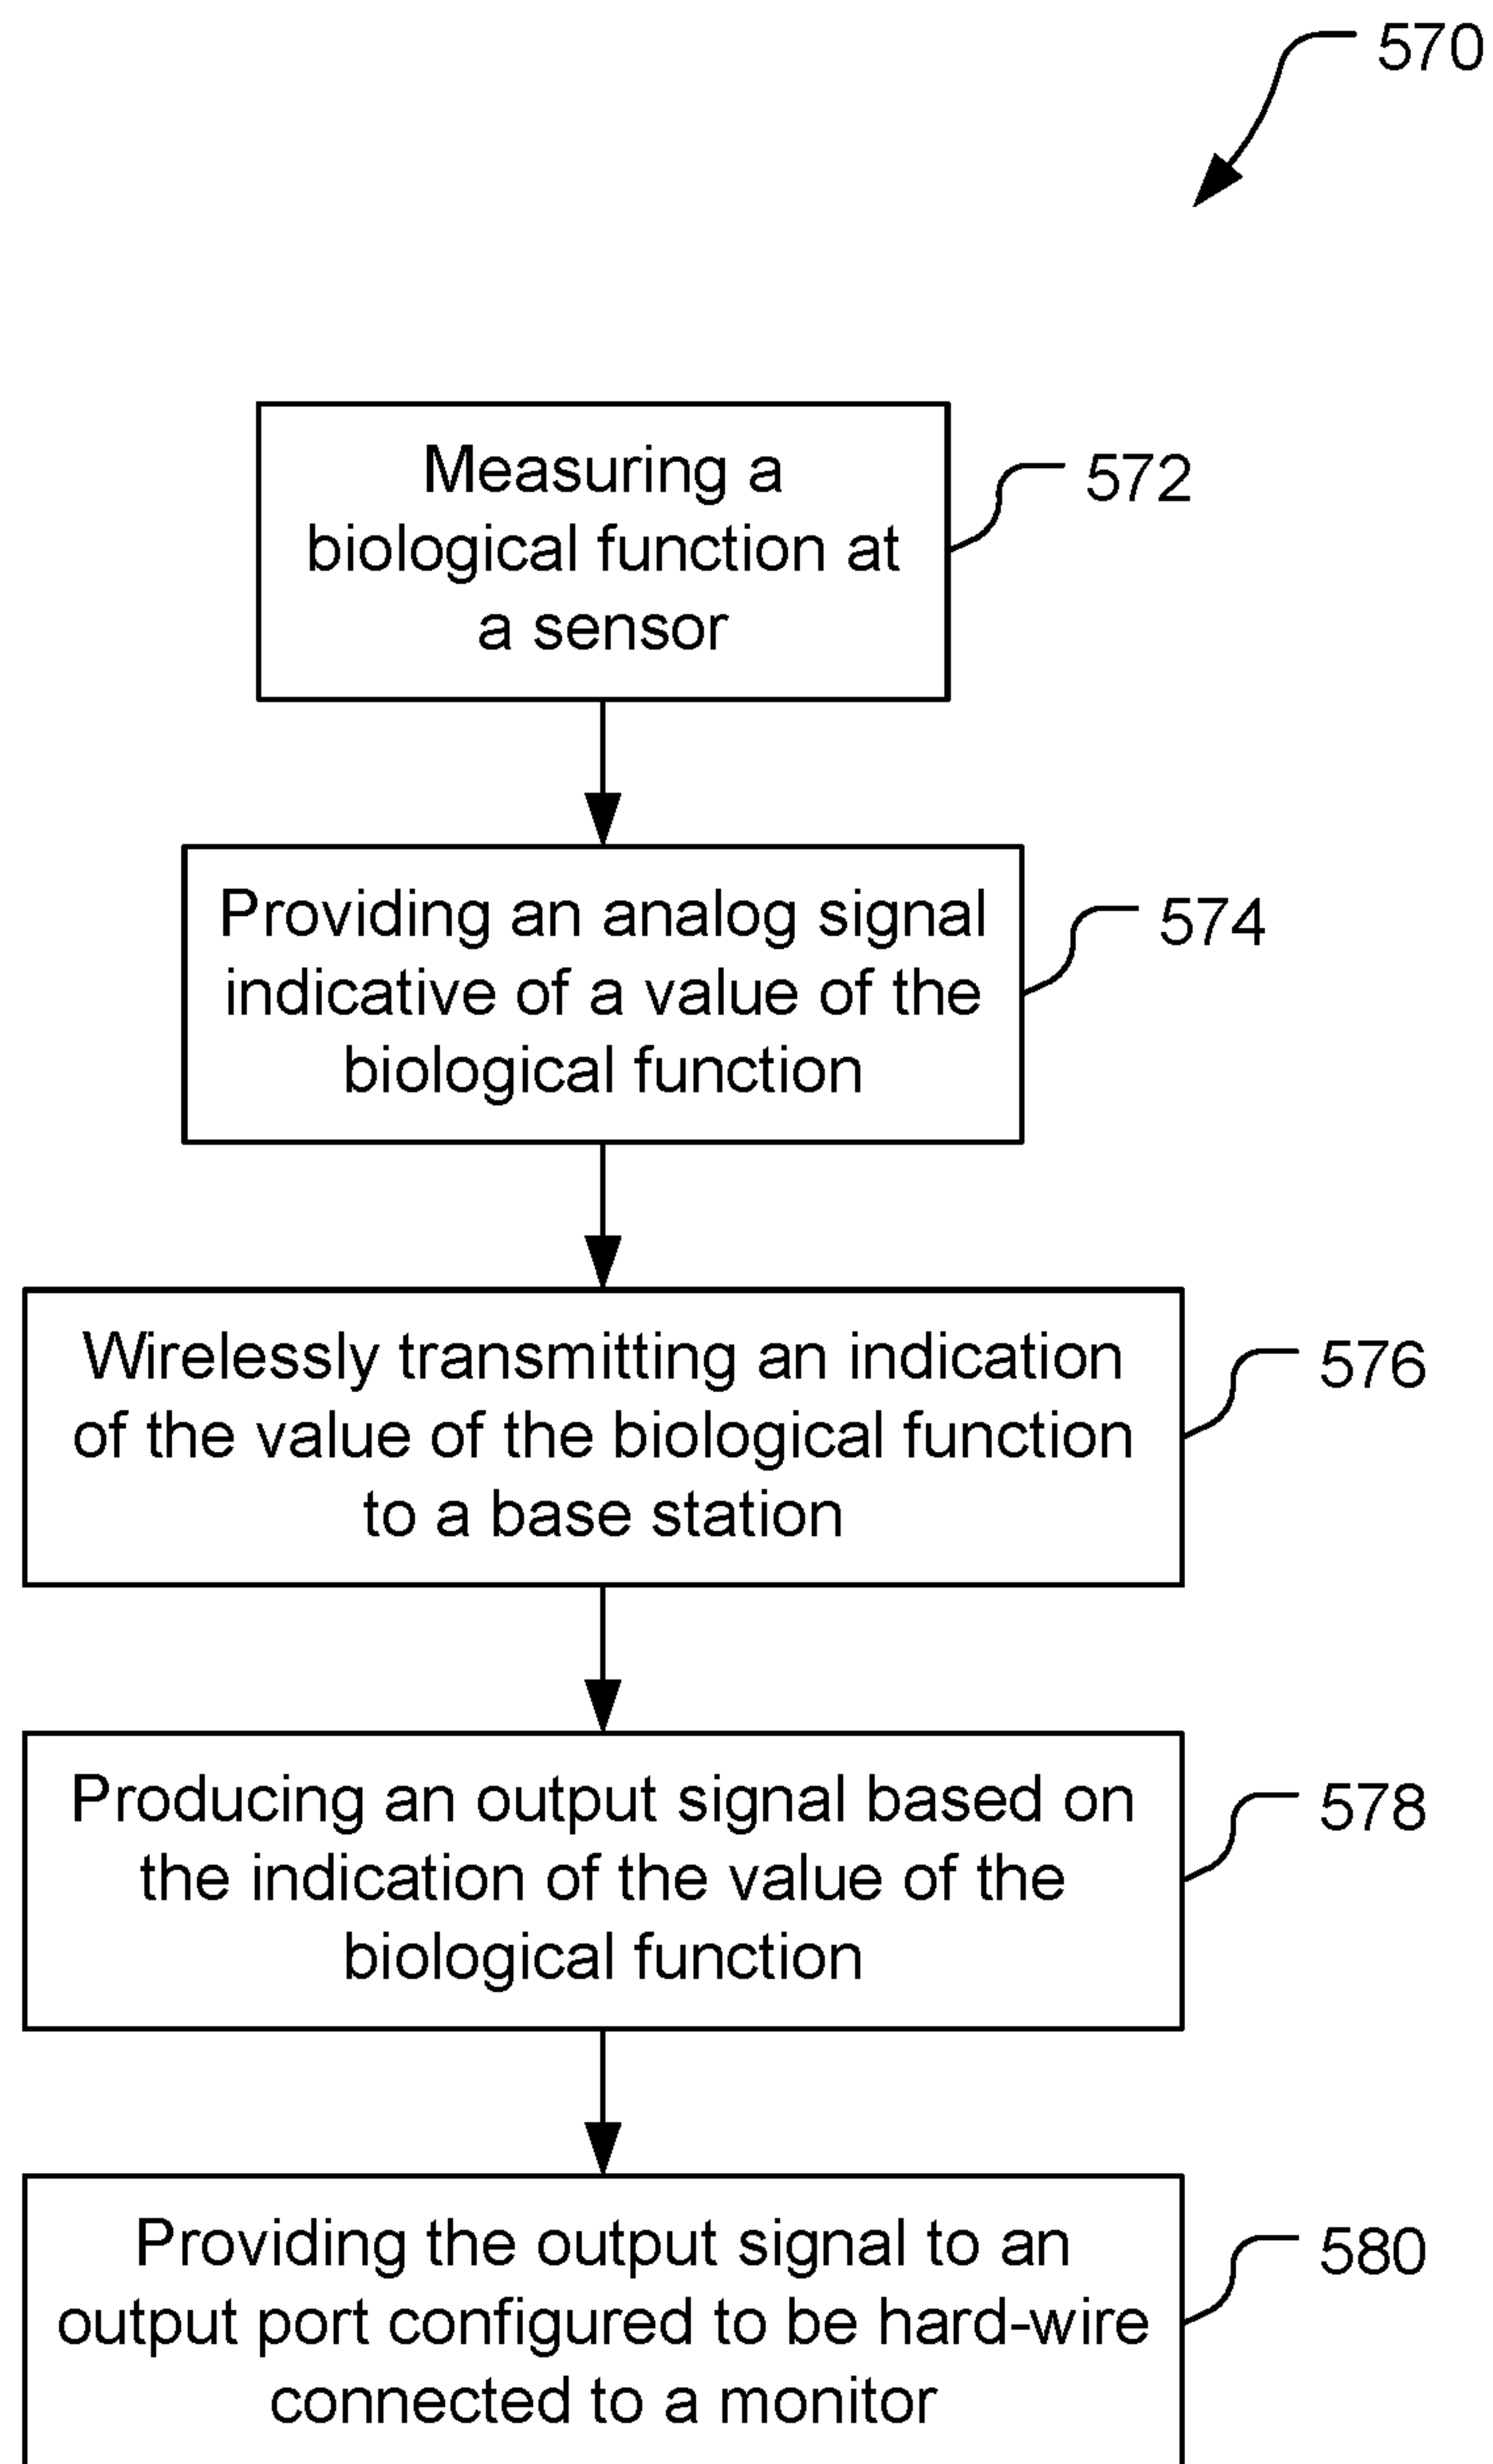 570
Measuring a
biological function at
a sensor
572
Providing an analog signal
indicative of a value of the
biological function
574
Wirelessly transmitting an indication
of the value of the biological function
to a base station
576
Producing an output signal based on
the indication of the value of the
biological function
578
Providing the output signal to an
output port configured to be hard-wire
connected to a monitor
580